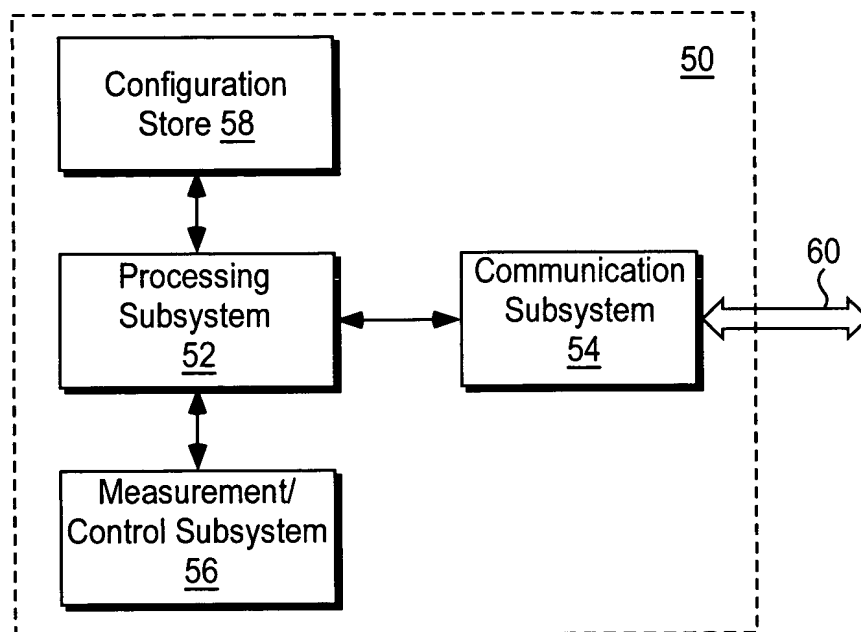 50
Configuration
Store 58
Processing
Subsystem
52
Communication
Subsystem
54
60
Measurement/
Control Subsystem
56